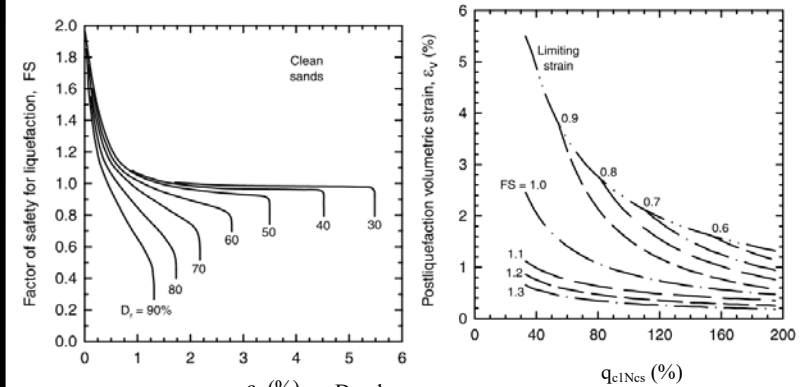 Factor of safety for liquefaction, FS
2.0
1.8
1.6
1.4
1.2
1.0
0.8
0.6
0.4
0.2
0.0
Clean
sands
30
40
50
60
70
80
Dᵣ = 90%
0 1 2 3 4 5 6
(%)
Postliquefaction volumetric strain, εᵥ (%)
6
5
4
3
2
1
0
Limiting
strain
0.9
0.8
0.7
0.6
FS = 1.0
1.1
1.2
1.3
0 40 80 120 160 200
qc1Ncs (%)